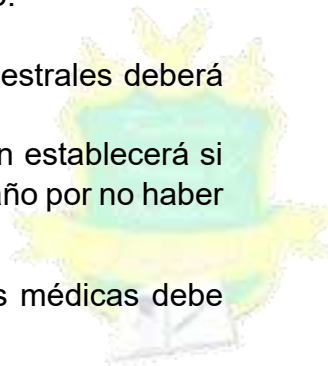 estrales deberá
n establecerá si
año por no haber
s médicas debe